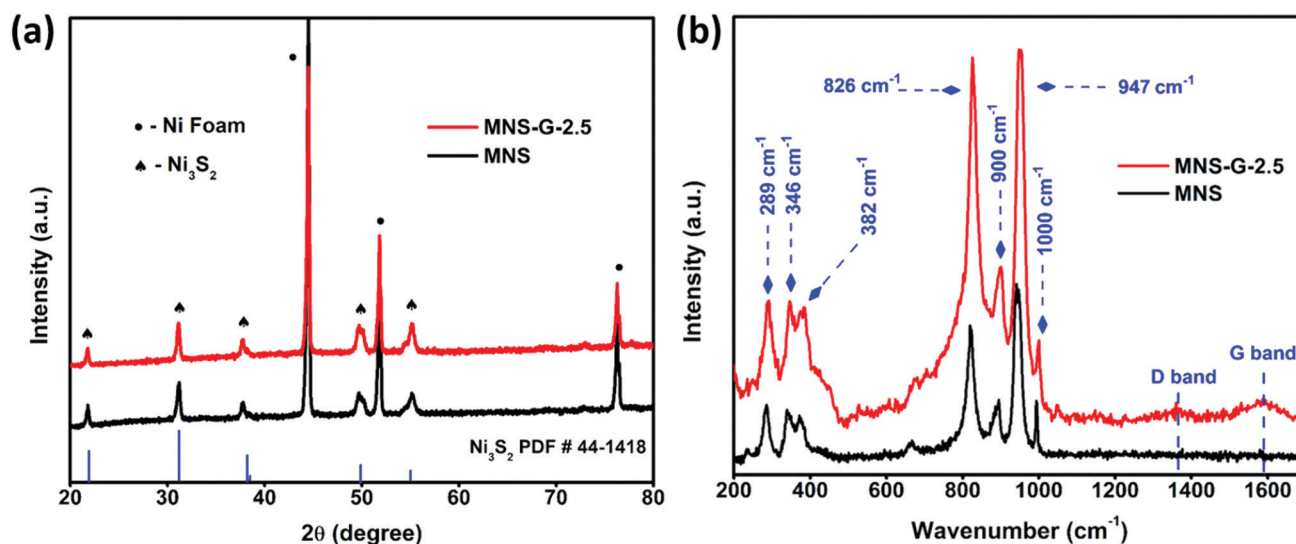 (a)
Intensity (a.u.)
• - Ni Foam
♠ - Ni₃S₂
MNS-G-2.5
MNS
Ni₃S₂ PDF # 44-1418
20 30 40 50 60 70 80
2θ (degree)
(b)
Intensity (a.u.)
289 cm⁻¹
346 cm⁻¹
382 cm⁻¹
826 cm⁻¹
900 cm⁻¹
947 cm⁻¹
1000 cm⁻¹
MNS-G-2.5
MNS
D band
G band
200 400 600 800 1000 1200 1400 1600
Wavenumber (cm⁻¹)